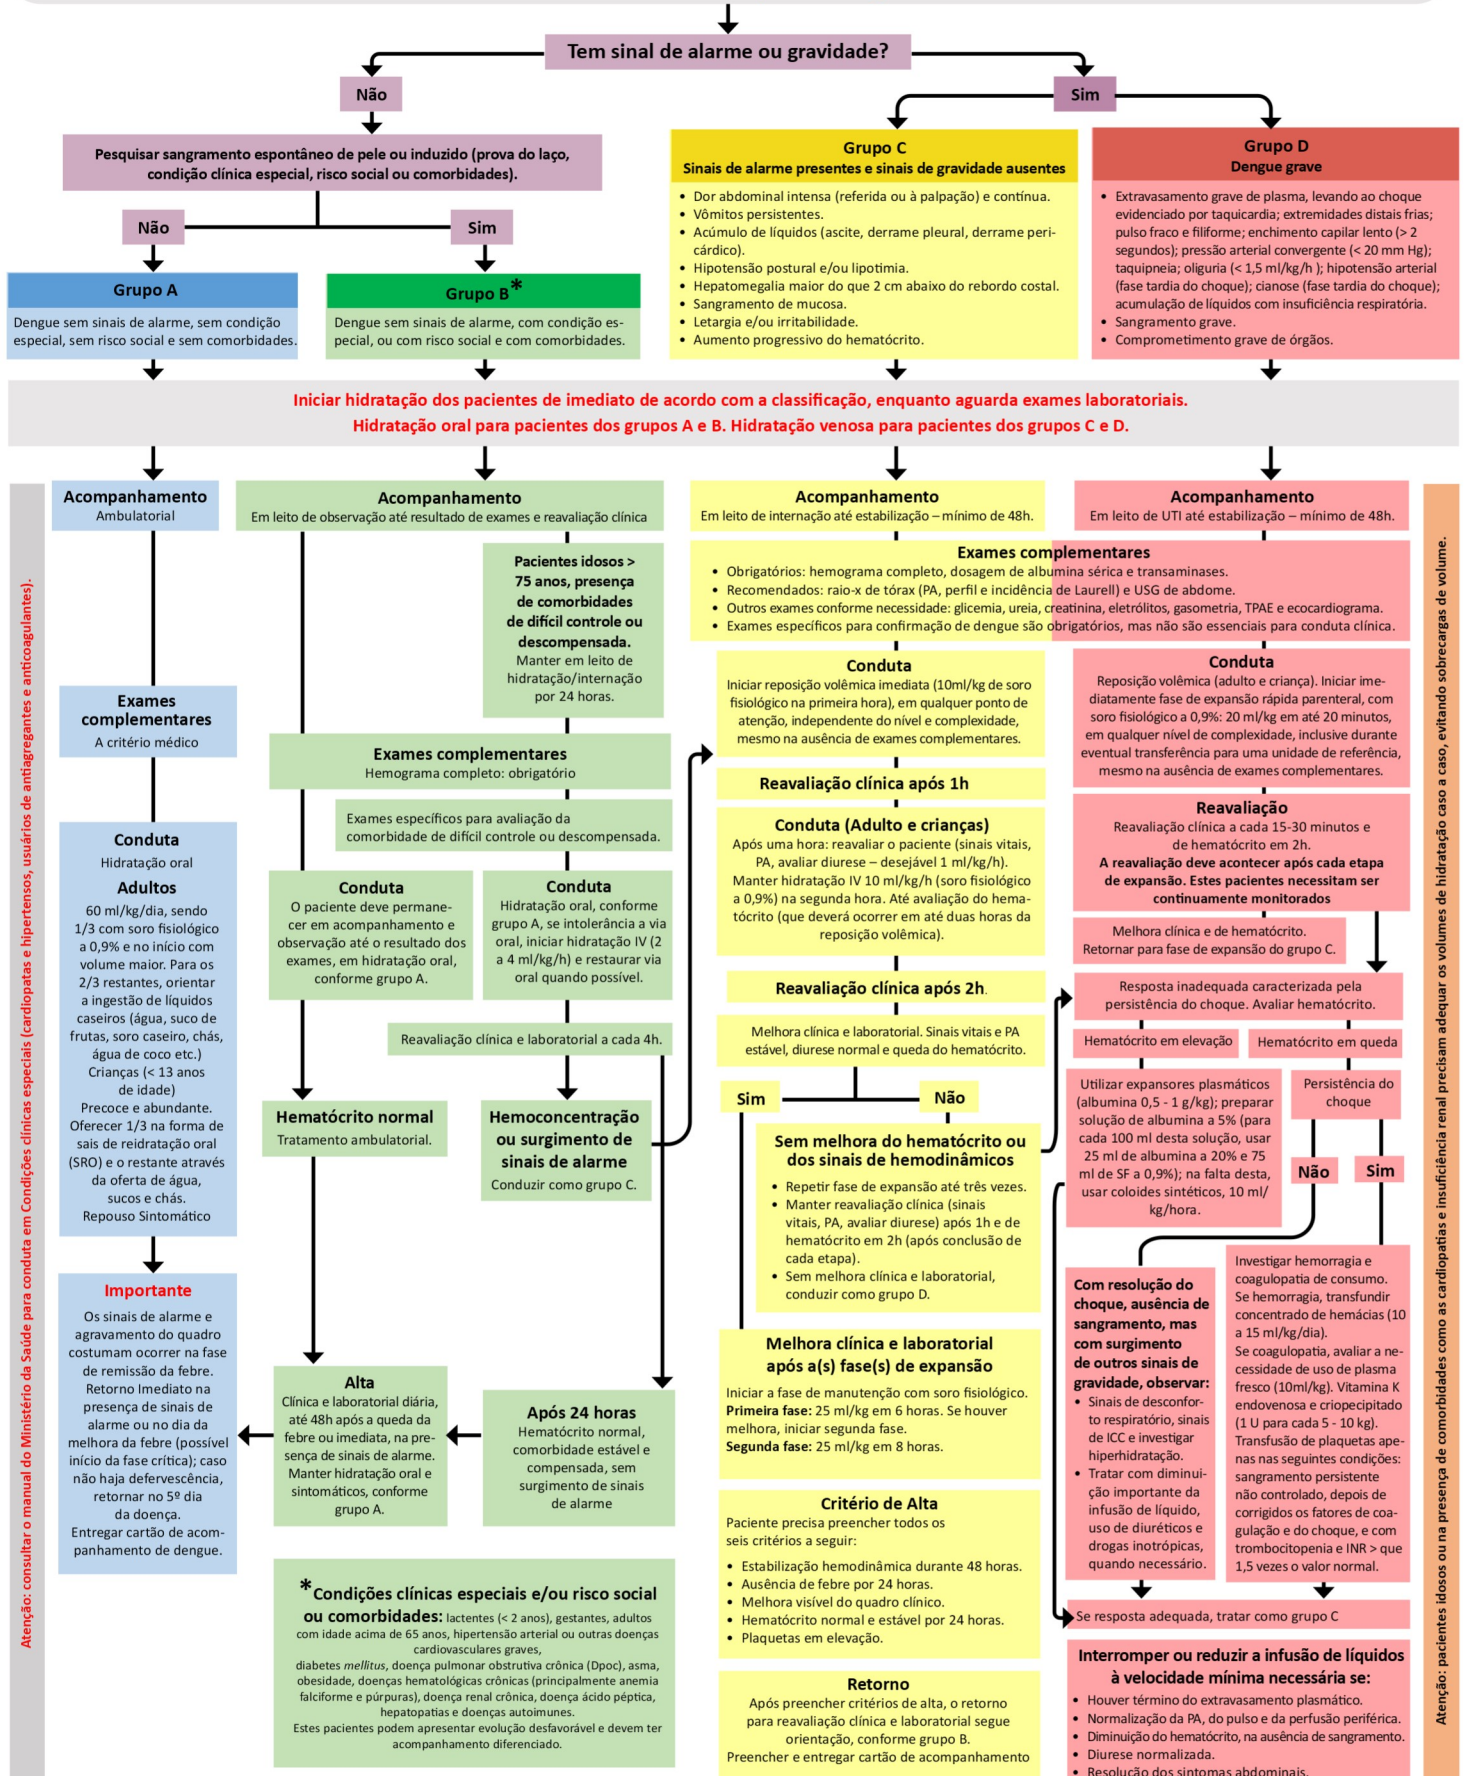 Tem sinal de alarme ou gravidade?
Não
Sim
Pesquisar sangramento espontâneo de pele ou induzido (prova do laço,
condição clínica especial, risco social ou comorbidades).
Não
Sim
Grupo A
Dengue sem sinais de alarme, sem condição
especial, sem risco social e sem comorbidades.
Grupo B*
Dengue sem sinais de alarme, com condição es-
pecial, ou com risco social e com comorbidades.
Grupo C
Sinais de alarme presentes e sinais de gravidade ausentes
• Dor abdominal intensa (referida ou à palpação) e contínua.
• Vômitos persistentes.
• Acúmulo de líquidos (ascite, derrame pleural, derrame peri-
cárdico).
• Hipotensão postural e/ou lipotimia.
• Hepatomegalia maior do que 2 cm abaixo do rebordo costal.
• Sangramento de mucosa.
• Letargia e/ou irritabilidade.
• Aumento progressivo do hematócrito.
Grupo D
Dengue grave
• Extravasamento grave de plasma, levando ao choque
evidenciado por taquicardia; extremidades distais frias;
pulso fraco e filiforme; enchimento capilar lento (> 2
segundos); pressão arterial convergente (< 20 mm Hg);
taquipneia; oliguria (< 1,5 ml/kg/h ); hipotensão arterial
(fase tardia do choque); cianose (fase tardia do choque);
acumulação de líquidos com insuficiência respiratória.
• Sangramento grave.
• Comprometimento grave de órgãos.
Iniciar hidratação dos pacientes de imediato de acordo com a classificação, enquanto aguarda exames laboratoriais.
Hidratação oral para pacientes dos grupos A e B. Hidratação venosa para pacientes dos grupos C e D.
Atenção: consultar o manual do Ministério da Saúde para conduta em Condições clínicas especiais (cardiopatas e hipertensos, usuários de antiagregantes e anticoagulantes).
Acompanhamento
Ambulatorial
Exames
complementares
A critério médico
Conduta
Hidratação oral
Adultos
60 ml/kg/dia, sendo
1/3 com soro fisiológico
a 0,9% e no início com
volume maior. Para os
2/3 restantes, orientar
a ingestão de líquidos
caseiros (água, suco de
frutas, soro caseiro, chás,
água de coco etc.)
Crianças (< 13 anos
de idade)
Precoce e abundante.
Oferecer 1/3 na forma de
sais de reidratação oral
(SRO) e o restante através
da oferta de água,
sucos e chás.
Repouso Sintomático
Importante
Os sinais de alarme e
agravamento do quadro
costumam ocorrer na fase
de remissão da febre.
Retorno Imediato na
presença de sinais de
alarme ou no dia da
melhora da febre (possível
início da fase crítica); caso
não haja defervescência,
retornar no 5º dia
da doença.
Entregar cartão de acom-
panhamento de dengue.
Acompanhamento
Em leito de observação até resultado de exames e reavaliação clínica
Pacientes idosos >
75 anos, presença
de comorbidades
de difícil controle ou
descompensada.
Manter em leito de
hidratação/internação
por 24 horas.
Exames complementares
Hemograma completo: obrigatório
Exames específicos para avaliação da
comorbidade de difícil controle ou descompensada.
Conduta
O paciente deve permane-
cer em acompanhamento e
observação até o resultado dos
exames, em hidratação oral,
conforme grupo A.
Conduta
Hidratação oral, conforme
grupo A, se intolerância a via
oral, iniciar hidratação IV (2
a 4 ml/kg/h) e restaurar via
oral quando possível.
Reavaliação clínica e laboratorial a cada 4h.
Hematócrito normal
Tratamento ambulatorial.
Hemoconcentração
ou surgimento de
sinais de alarme
Conduzir como grupo C.
Alta
Clínica e laboratorial diária,
até 48h após a queda da
febre ou imediata, na pre-
sença de sinais de alarme.
Manter hidratação oral e
sintomáticos, conforme
grupo A.
Após 24 horas
Hematócrito normal,
comorbidade estável e
compensada, sem
surgimento de sinais
de alarme
*Condições clínicas especiais e/ou risco social
ou comorbidades: lactentes (< 2 anos), gestantes, adultos
com idade acima de 65 anos, hipertensão arterial ou outras doenças
cardiovasculares graves,
diabetes mellitus, doença pulmonar obstrutiva crônica (Dpoc), asma,
obesidade, doenças hematológicas crônicas (principalmente anemia
falciforme e púrpuras), doença renal crônica, doença ácido péptica,
hepatopatias e doenças autoimunes.
Estes pacientes podem apresentar evolução desfavorável e devem ter
acompanhamento diferenciado.
Acompanhamento
Em leito de internação até estabilização – mínimo de 48h.
Acompanhamento
Em leito de UTI até estabilização – mínimo de 48h.
Exames complementares
• Obrigatórios: hemograma completo, dosagem de albumina sérica e transaminases.
• Recomendados: raio-x de tórax (PA, perfil e incidência de Laurell) e USG de abdome.
• Outros exames conforme necessidade: glicemia, ureia, creatinina, eletrólitos, gasometria, TPAE e ecocardiograma.
• Exames específicos para confirmação de dengue são obrigatórios, mas não são essenciais para conduta clínica.
Conduta
Iniciar reposição volêmica imediata (10ml/kg de soro
fisiológico na primeira hora), em qualquer ponto de
atenção, independente do nível e complexidade,
mesmo na ausência de exames complementares.
Reavaliação clínica após 1h
Conduta (Adulto e crianças)
Após uma hora: reavaliar o paciente (sinais vitais,
PA, avaliar diurese – desejável 1 ml/kg/h).
Manter hidratação IV 10 ml/kg/h (soro fisiológico
a 0,9%) na segunda hora. Até avaliação do hema-
tócrito (que deverá ocorrer em até duas horas da
reposição volêmica).
Reavaliação clínica após 2h.
Melhora clínica e laboratorial. Sinais vitais e PA
estável, diurese normal e queda do hematócrito.
Sim
Não
Sem melhora do hematócrito ou
dos sinais de hemodinâmicos
• Repetir fase de expansão até três vezes.
• Manter reavaliação clínica (sinais
vitais, PA, avaliar diurese) após 1h e de
hematócrito em 2h (após conclusão de
cada etapa).
• Sem melhora clínica e laboratorial,
conduzir como grupo D.
Melhora clínica e laboratorial
após a(s) fase(s) de expansão
Iniciar a fase de manutenção com soro fisiológico.
Primeira fase: 25 ml/kg em 6 horas. Se houver
melhora, iniciar segunda fase.
Segunda fase: 25 ml/kg em 8 horas.
Critério de Alta
Paciente precisa preencher todos os
seis critérios a seguir:
• Estabilização hemodinâmica durante 48 horas.
• Ausência de febre por 24 horas.
• Melhora visível do quadro clínico.
• Hematócrito normal e estável por 24 horas.
• Plaquetas em elevação.
Retorno
Após preencher critérios de alta, o retorno
para reavaliação clínica e laboratorial segue
orientação, conforme grupo B.
Preencher e entregar cartão de acompanhamento
Conduta
Reposição volêmica (adulto e criança). Iniciar ime-
diatamente fase de expansão rápida parenteral, com
soro fisiológico a 0,9%: 20 ml/kg em até 20 minutos,
em qualquer nível de complexidade, inclusive durante
eventual transferência para uma unidade de referência,
mesmo na ausência de exames complementares.
Reavaliação
Reavaliação clínica a cada 15-30 minutos e
de hematócrito em 2h.
A reavaliação deve acontecer após cada etapa
de expansão. Estes pacientes necessitam ser
continuamente monitorados
Melhora clínica e de hematócrito.
Retornar para fase de expansão do grupo C.
Resposta inadequada caracterizada pela
persistência do choque. Avaliar hematócrito.
Hematócrito em elevação
Hematócrito em queda
Utilizar expansores plasmáticos
(albumina 0,5 - 1 g/kg); preparar
solução de albumina a 5% (para
cada 100 ml desta solução, usar
25 ml de albumina a 20% e 75
ml de SF a 0,9%); na falta desta,
usar coloides sintéticos, 10 ml/
kg/hora.
Persistência do
choque
Não
Sim
Com resolução do
choque, ausência de
sangramento, mas
com surgimento
de outros sinais de
gravidade, observar:
• Sinais de desconfor-
to respiratório, sinais
de ICC e investigar
hiperhidratação.
• Tratar com diminui-
ção importante da
infusão de líquido,
uso de diuréticos e
drogas inotrópicas,
quando necessário.
Investigar hemorragia e
coagulopatia de consumo.
Se hemorragia, transfundir
concentrado de hemácias (10
a 15 ml/kg/dia).
Se coagulopatia, avaliar a ne-
cessidade de uso de plasma
fresco (10ml/kg). Vitamina K
endovenosa e criopecipitado
(1 U para cada 5 - 10 kg).
Transfusão de plaquetas ape-
nas nas seguintes condições:
sangramento persistente
não controlado, depois de
corrigidos os fatores de coa-
gulação e do choque, e com
trombocitopenia e INR > que
1,5 vezes o valor normal.
Se resposta adequada, tratar como grupo C
Interromper ou reduzir a infusão de líquidos
à velocidade mínima necessária se:
• Houver término do extravasamento plasmático.
• Normalização da PA, do pulso e da perfusão periférica.
• Diminuição do hematócrito, na ausência de sangramento.
• Diurese normalizada.
• Resolução dos sintomas abdominais.
Atenção: pacientes idosos ou na presença de comorbidades como as cardiopatias e insuficiência renal precisam adequar os volumes de hidratação caso a caso, evitando sobrecargas de volume.